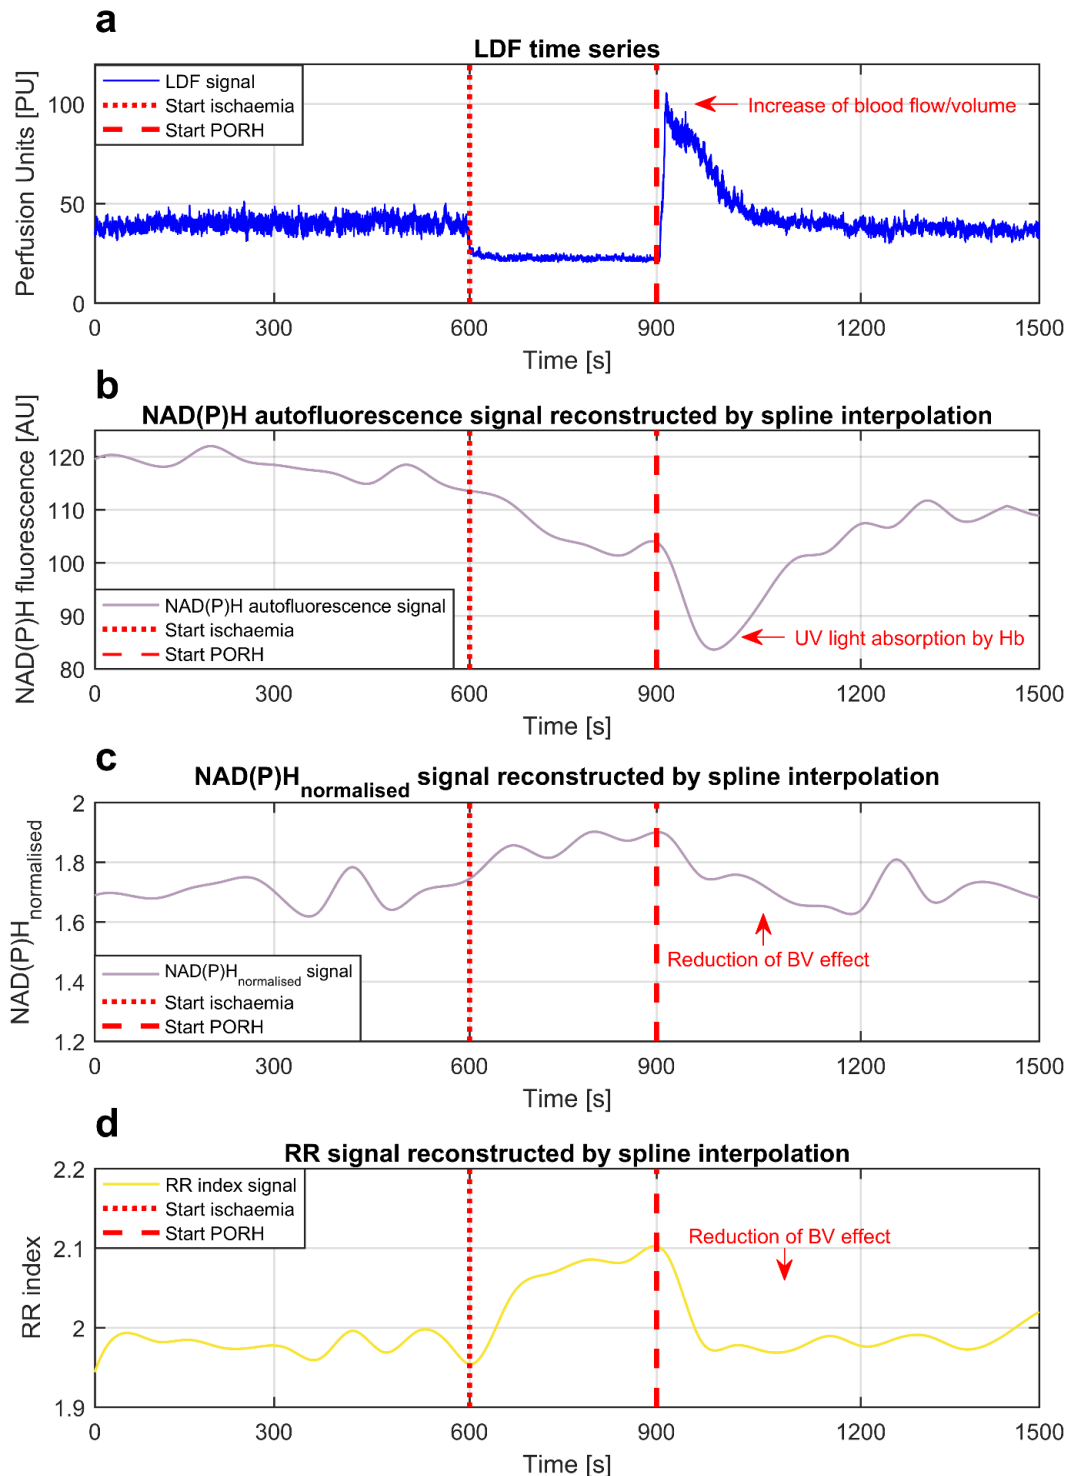 a
LDF time series
LDF signal
Start ischaemia
Start PORH
Increase of blood flow/volume
Perfusion Units [PU]
100
50
0
0 300 600 900 1200 1500
Time [s]
b
NAD(P)H autofluorescence signal reconstructed by spline interpolation
NAD(P)H fluorescence [AU]
120
110
100
90
80
NAD(P)H autofluorescence signal
Start ischaemia
Start PORH
UV light absorption by Hb
0 300 600 900 1200 1500
Time [s]
c
NAD(P)Hnormalised signal reconstructed by spline interpolation
NAD(P)Hnormalised
2
1.8
1.6
1.4
1.2
Reduction of BV effect
NAD(P)Hnormalised signal
Start ischaemia
Start PORH
0 300 600 900 1200 1500
Time [s]
d
RR signal reconstructed by spline interpolation
RR index signal
Start ischaemia
Start PORH
Reduction of BV effect
RR index
2.2
2.1
2
1.9
0 300 600 900 1200 1500
Time [s]